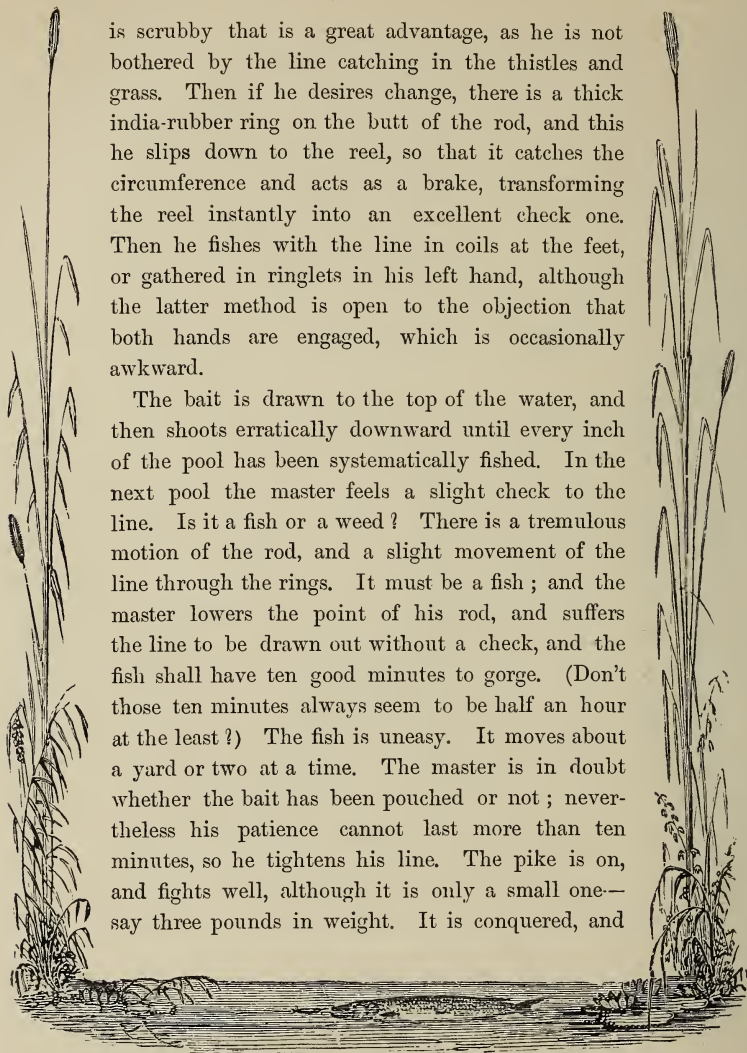 is scrubby that is a great advantage, as he is not
bothered by the line catching in the thistles and
grass. Then if he desires change, there is a thick
india-rubber ring on the butt of the rod, and this
he slips down to the reel, so that it catches the
circumference and acts as a brake, transforming
the reel instantly into an excellent check one.
Then he fishes with the line in coils at the feet,
or gathered in ringlets in his left hand, although
the latter method is open to the objection that
both hands are engaged, which is occasionally
awkward.
The bait is drawn to the top of the water, and
then shoots erratically downward until every inch
of the pool has been systematically fished. In the
next pool the master feels a slight check to the
line. Is it a fish or a weed? There is a tremulous
motion of the rod, and a slight movement of the
line through the rings. It must be a fish; and the
master lowers the point of his rod, and suffers
the line to be drawn out without a check, and the
fish shall have ten good minutes to gorge. (Don't
those ten minutes always seem to be half an hour
at the least?) The fish is uneasy. It moves about
a yard or two at a time. The master is in doubt
whether the bait has been pouched or not; never-
theless his patience cannot last more than ten
minutes, so he tightens his line. The pike is on,
and fights well, although it is only a small one—
say three pounds in weight. It is conquered, and